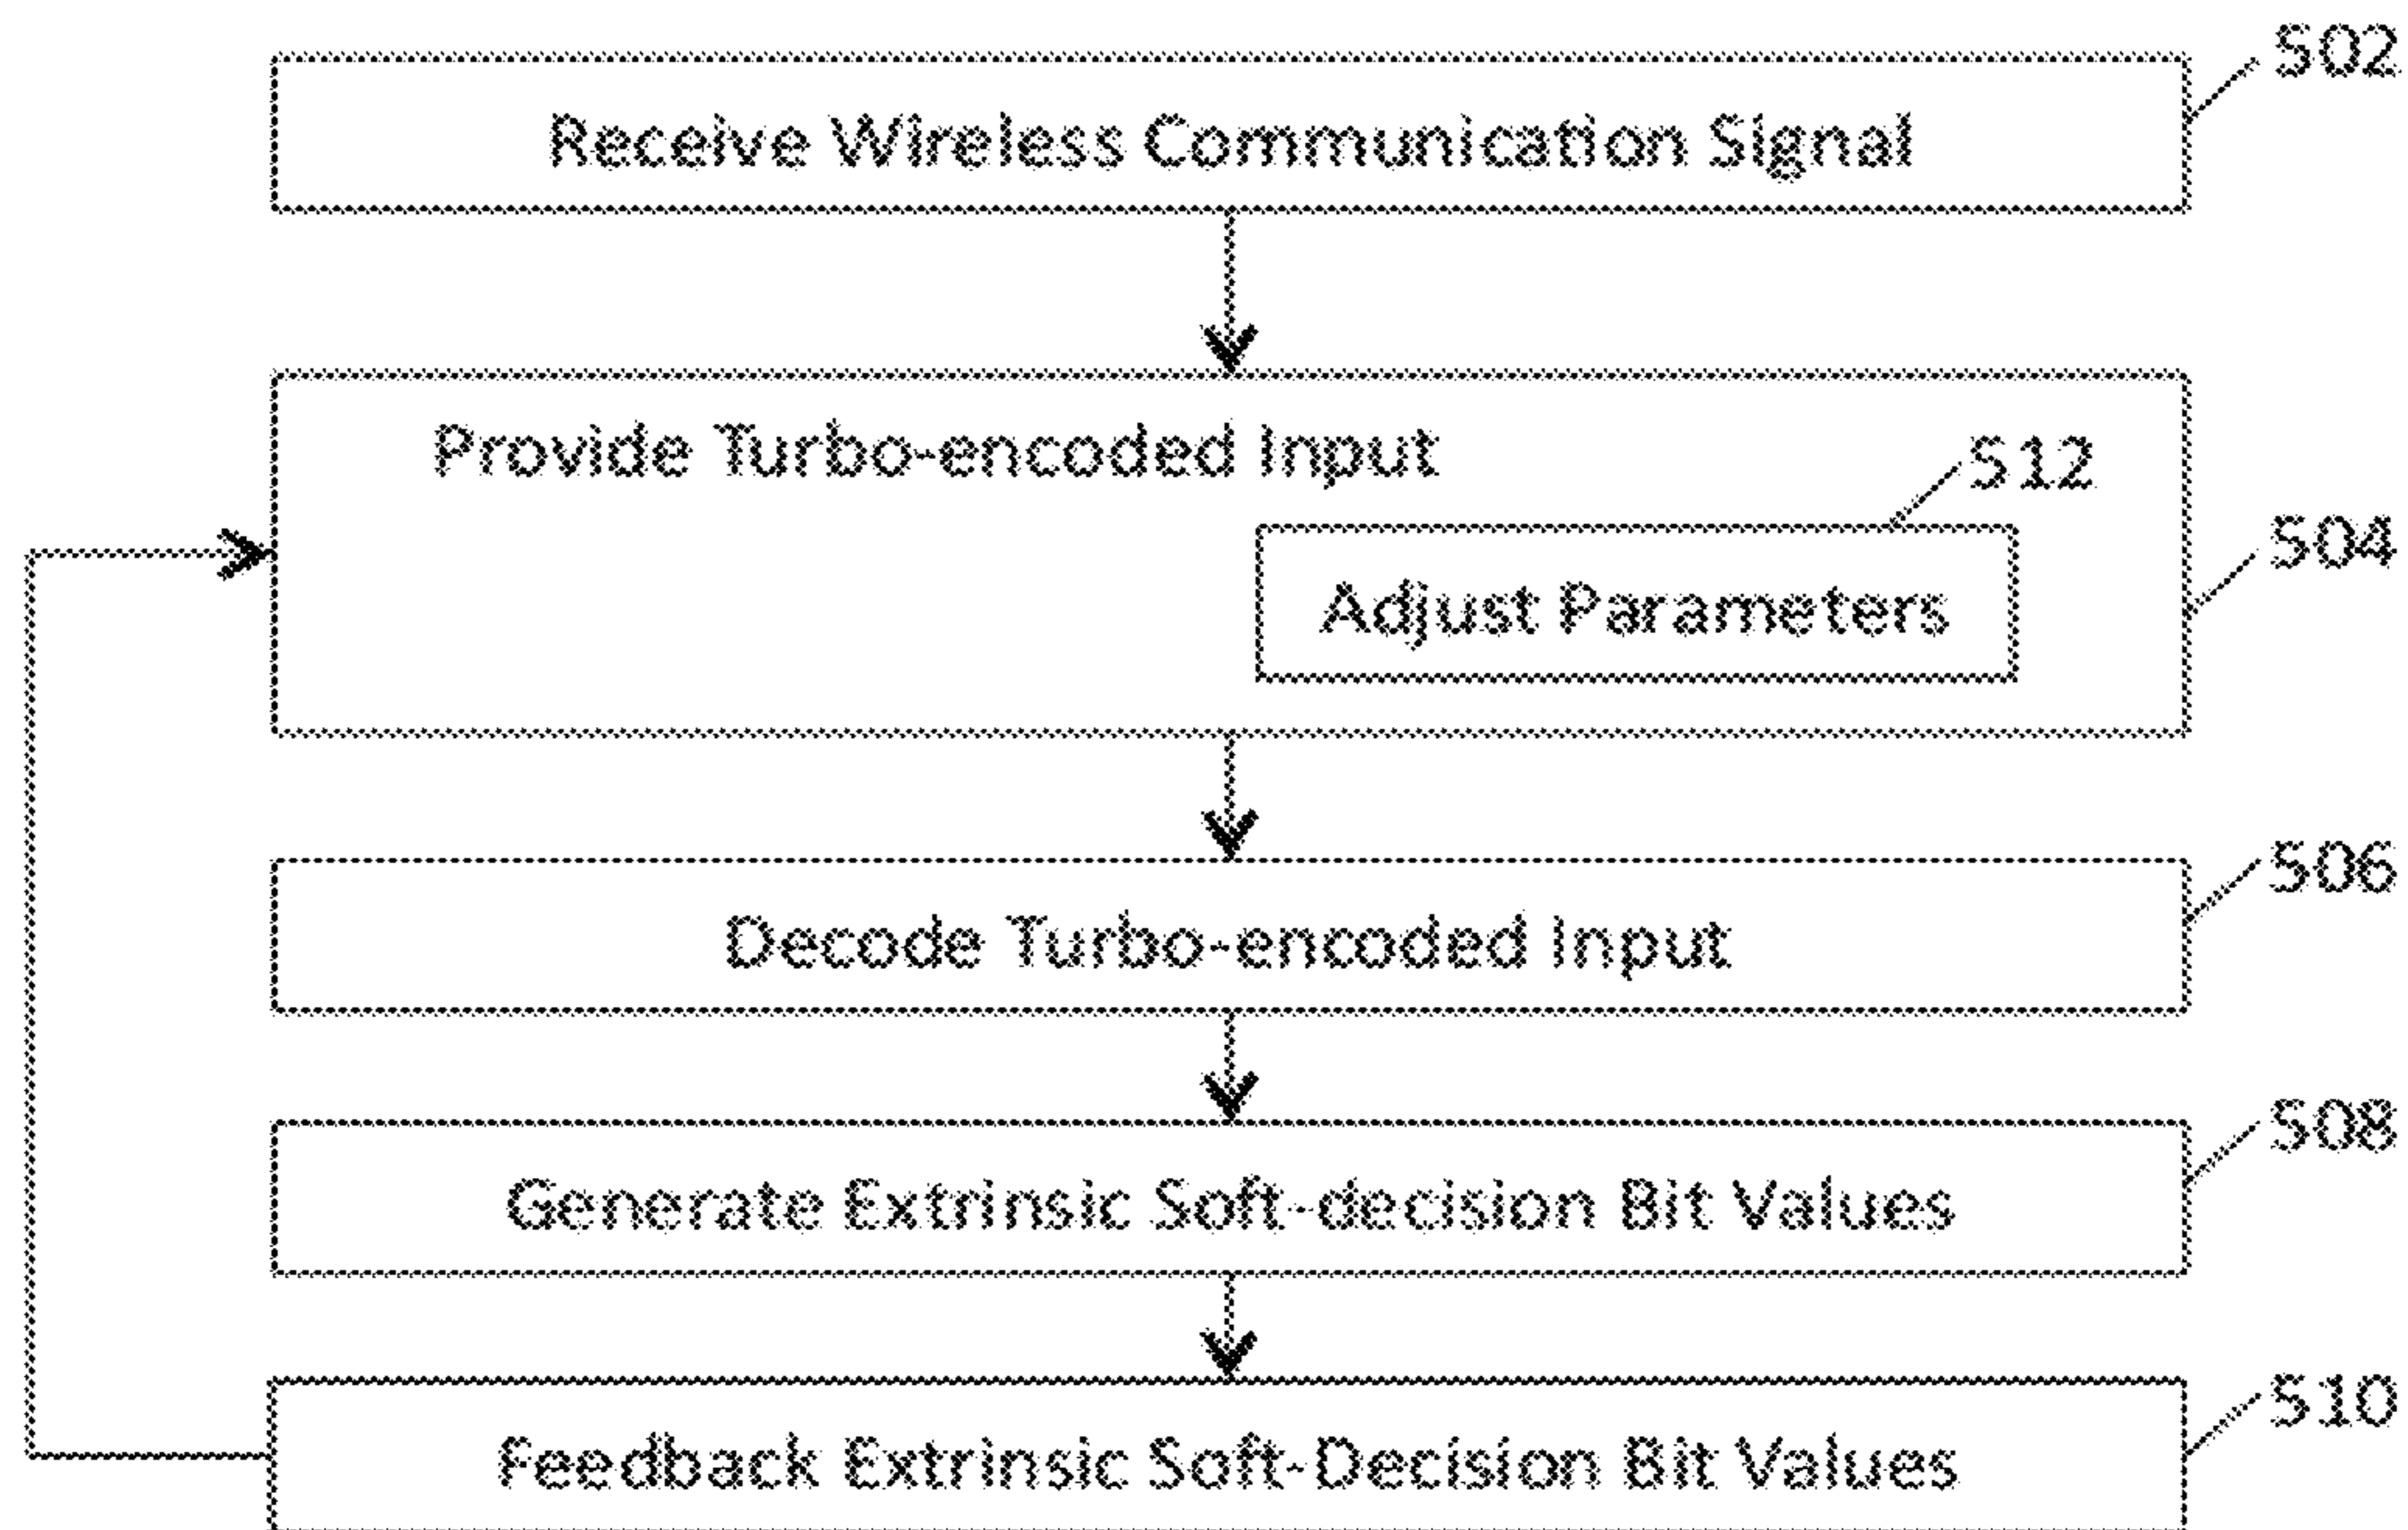 502
Receive Wireless Communication Signal
Provide Turbo-encoded Input
512
504
Adjust Parameters
506
Decode Turbo-encoded Input
508
Generate Extrinsic Soft-decision Bit Values
510
Feedback Extrinsic Soft-Decision Bit Values